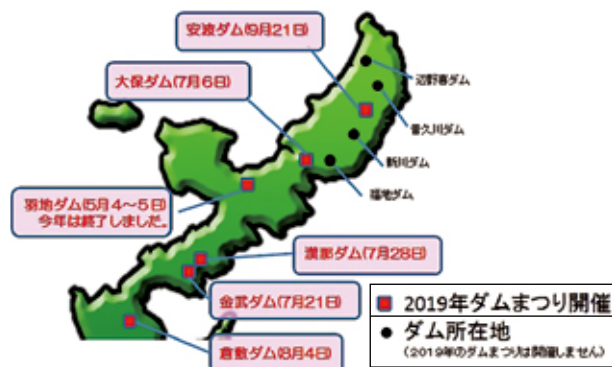 安波ダム(9月21日)
大保ダム(7月6日)
辺野喜ダム
普久川ダム
新川ダム
福地ダム
羽地ダム(5月4～5日)
今年は終了しました。
漢那ダム(7月28日)
金武ダム(7月21日)
倉敷ダム(8月4日)
2019年ダムまつり開催
ダム所在地
(2019年のダムまつりは開催しません)